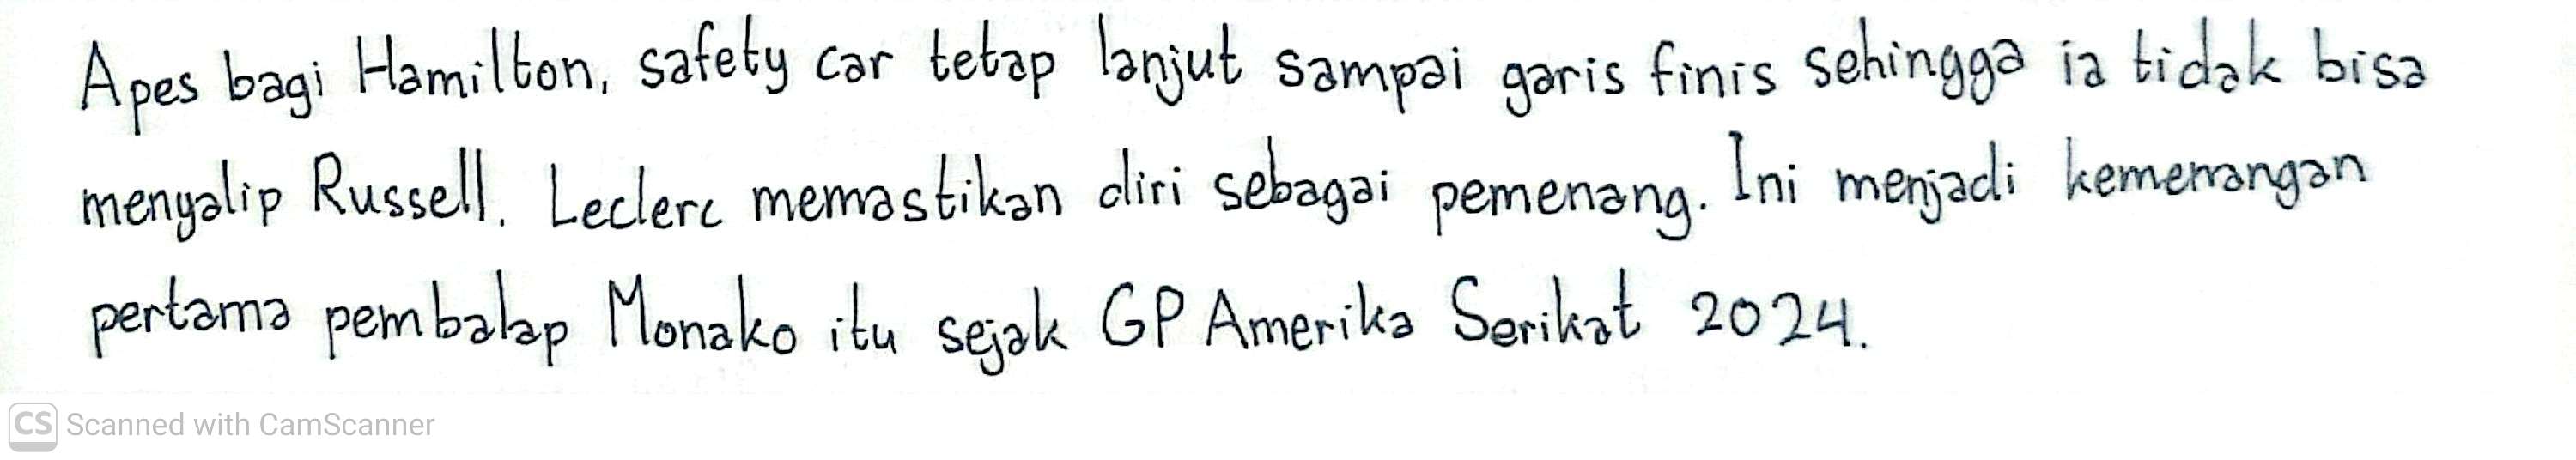 Apes bagi Hamilton, safety car tetap lanjut sampai garis finis sehingga ia tidak bisa
menyalip Russell. Leclerc memastikan diri sebagai pemenang. Ini menjadi kemenangan
pertama pembalap Monako itu sejak GP Amerika Serikat 2024.
CS Scanned with CamScanner